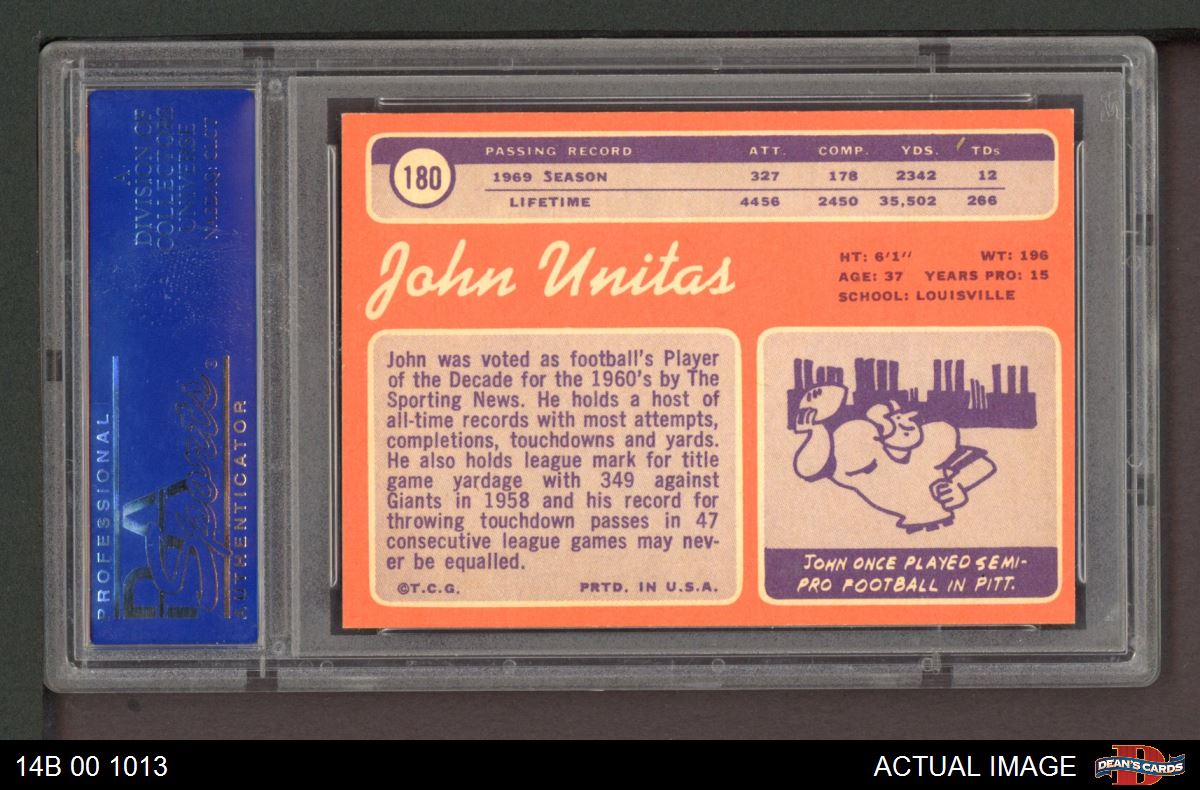 A
DIVISION OF
COLLECTORS
UNIVERSE
NASDAQ: CLCT
PROFESSIONAL
PSA
Sports®
AUTHENTICATOR
180
PASSING RECORD ATT. COMP. YDS. TDs
1969 SEASON 327 178 2342 12
LIFETIME 4456 2450 35,502 266
John Unitas
HT: 6'1" WT: 196
AGE: 37 YEARS PRO: 15
SCHOOL: LOUISVILLE
John was voted as football's Player
of the Decade for the 1960's by The
Sporting News. He holds a host of
all-time records with most attempts,
completions, touchdowns and yards.
He also holds league mark for title
game yardage with 349 against
Giants in 1958 and his record for
throwing touchdown passes in 47
consecutive league games may nev-
er be equalled.
©T.C.G. PRTD. IN U.S.A.
JOHN ONCE PLAYED SEMI-
PRO FOOTBALL IN PITT.
14B 00 1013
ACTUAL IMAGE
D
DEAN'S CARDS